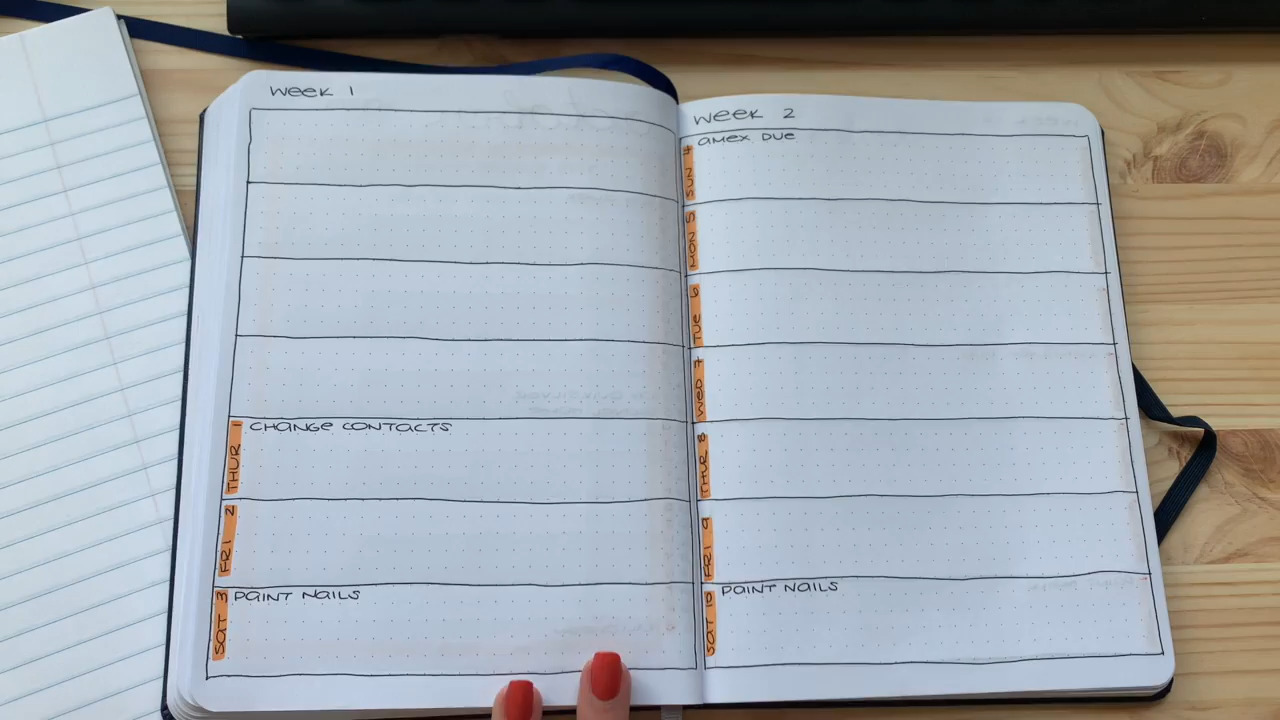 Week 1
THUR 1
CHANGE CONTACTS
FRI 2
SAT 3
PAINT NAILS
Week 2
SUN 4
amex Due
MON 5
TUE 6
WED 7
THUR 8
FRI 9
SAT 10
PAINT NAILS